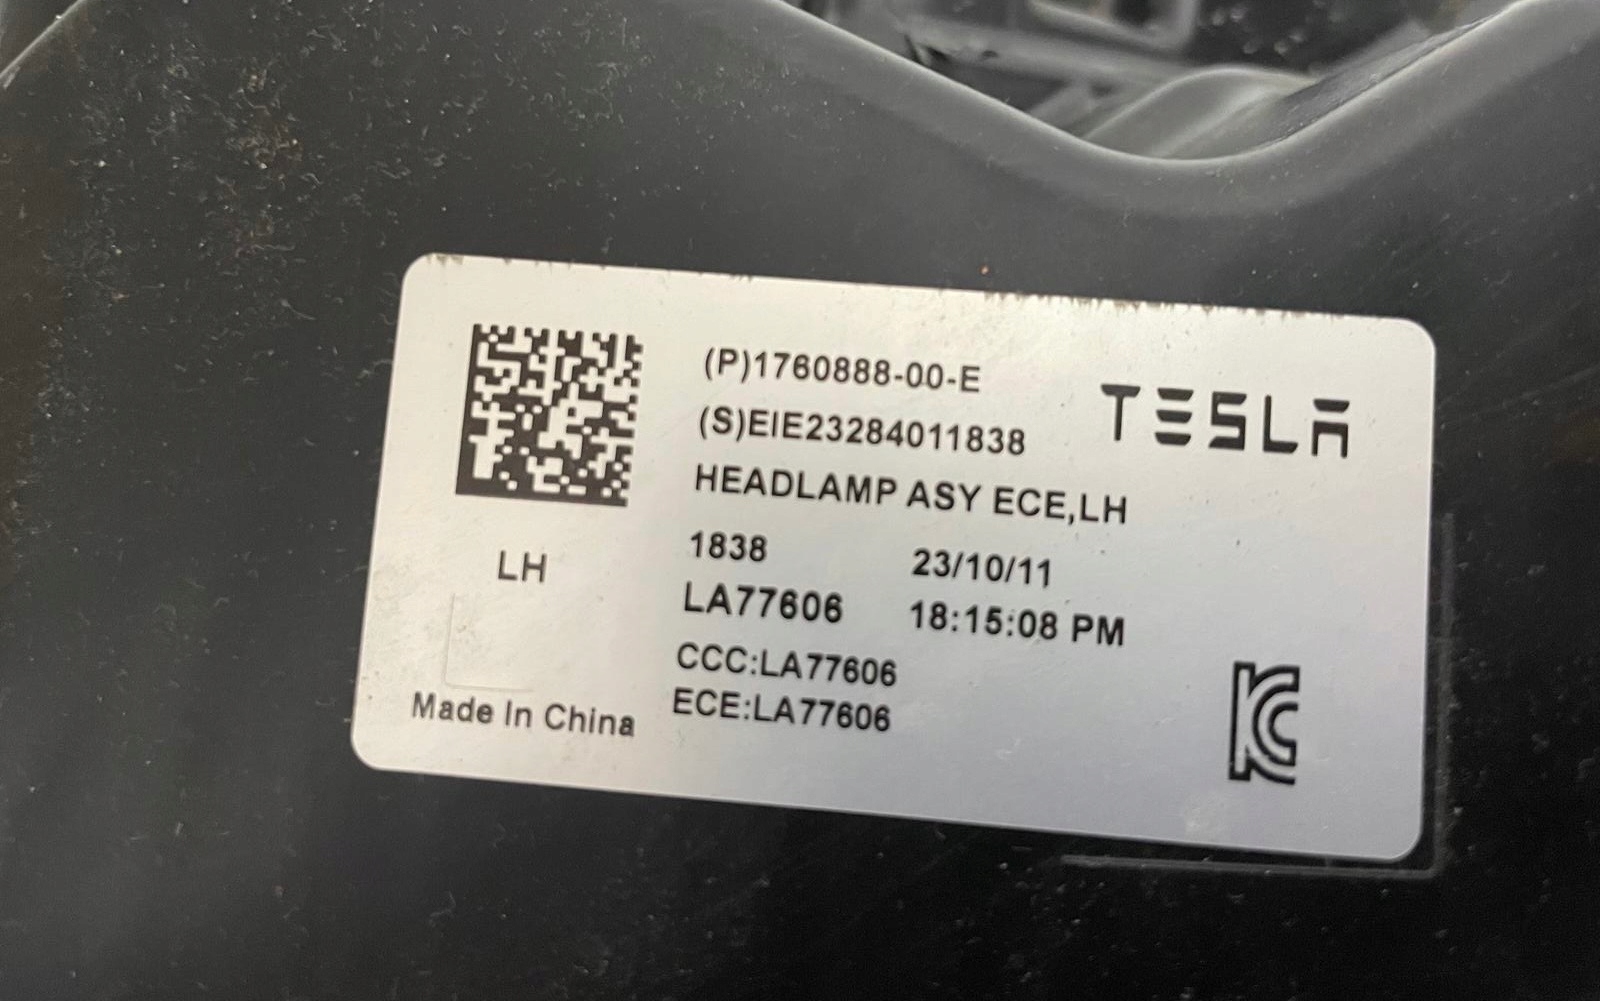 (P)1760888-00-E
TESLA
(S)EIE23284011838
HEADLAMP ASY ECE,LH
1838 23/10/11
LH
LA77606 18:15:08 PM
CCC:LA77606
ECE:LA77606
Made In China
KC